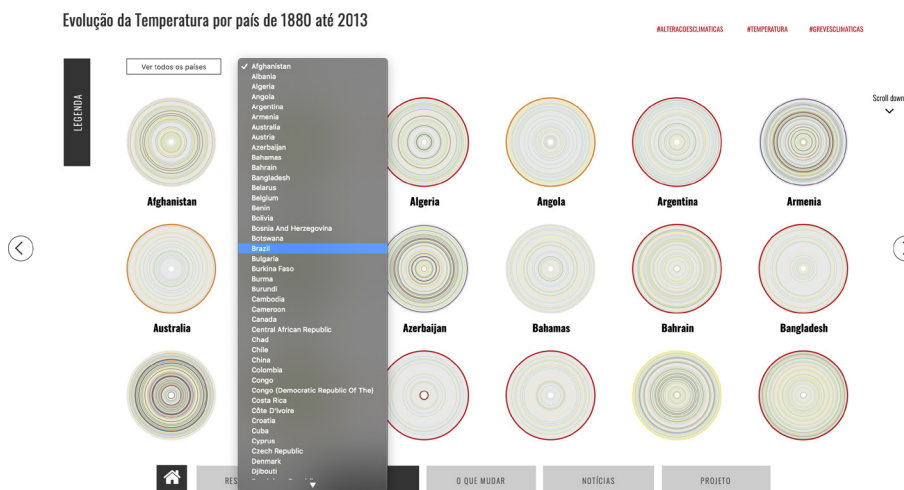 Evolução da Temperatura por país de 1880 até 2013
#ALTERACOESCLIMATICAS #TEMPERATURA #GREVESCLIMATICAS
LEGENDA
Ver todos os países
Scroll down
✓ Afghanistan
Albania
Algeria
Angola
Argentina
Armenia
Australia
Austria
Azerbaijan
Bahamas
Bahrain
Bangladesh
Belarus
Belgium
Benin
Bolivia
Bosnia And Herzegovina
Botswana
Brazil
Bulgaria
Burkina Faso
Burma
Burundi
Cambodia
Cameroon
Canada
Central African Republic
Chad
Chile
China
Colombia
Congo
Congo (Democratic Republic Of The)
Costa Rica
Côte D'Ivoire
Croatia
Cuba
Cyprus
Czech Republic
Denmark
Djibouti
Afghanistan Algeria Angola Argentina Armenia
Australia Azerbaijan Bahamas Bahrain Bangladesh
RES O QUE MUDAR NOTÍCIAS PROJETO